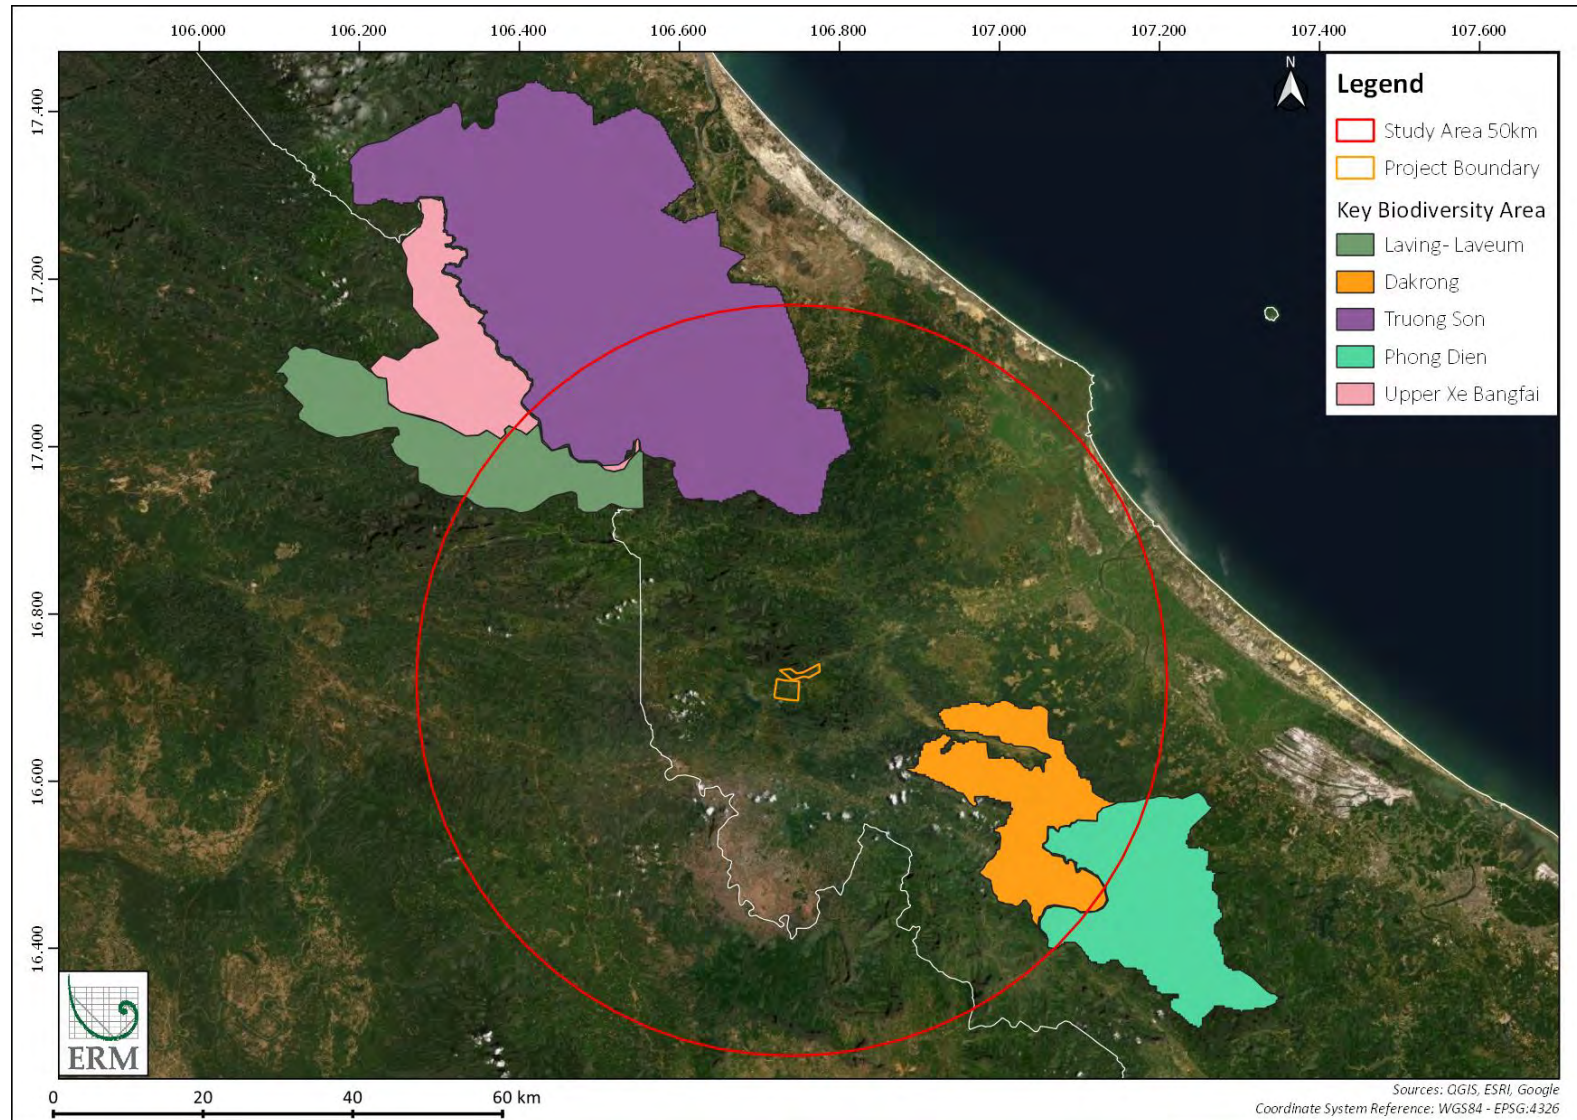 106.000 106.200 106.400 106.600 106.800 107.000 107.200 107.400 107.600
17.400
17.200
17.000
16.800
16.600
16.400
N
Legend
Study Area 50km
Project Boundary
Key Biodiversity Area
Laving- Laveum
Dakrong
Truong Son
Phong Dien
Upper Xe Bangfai
ERM
0 20 40 60 km
Sources: QGIS, ESRI, Google
Coordinate System Reference: WGS84 - EPSG:4326